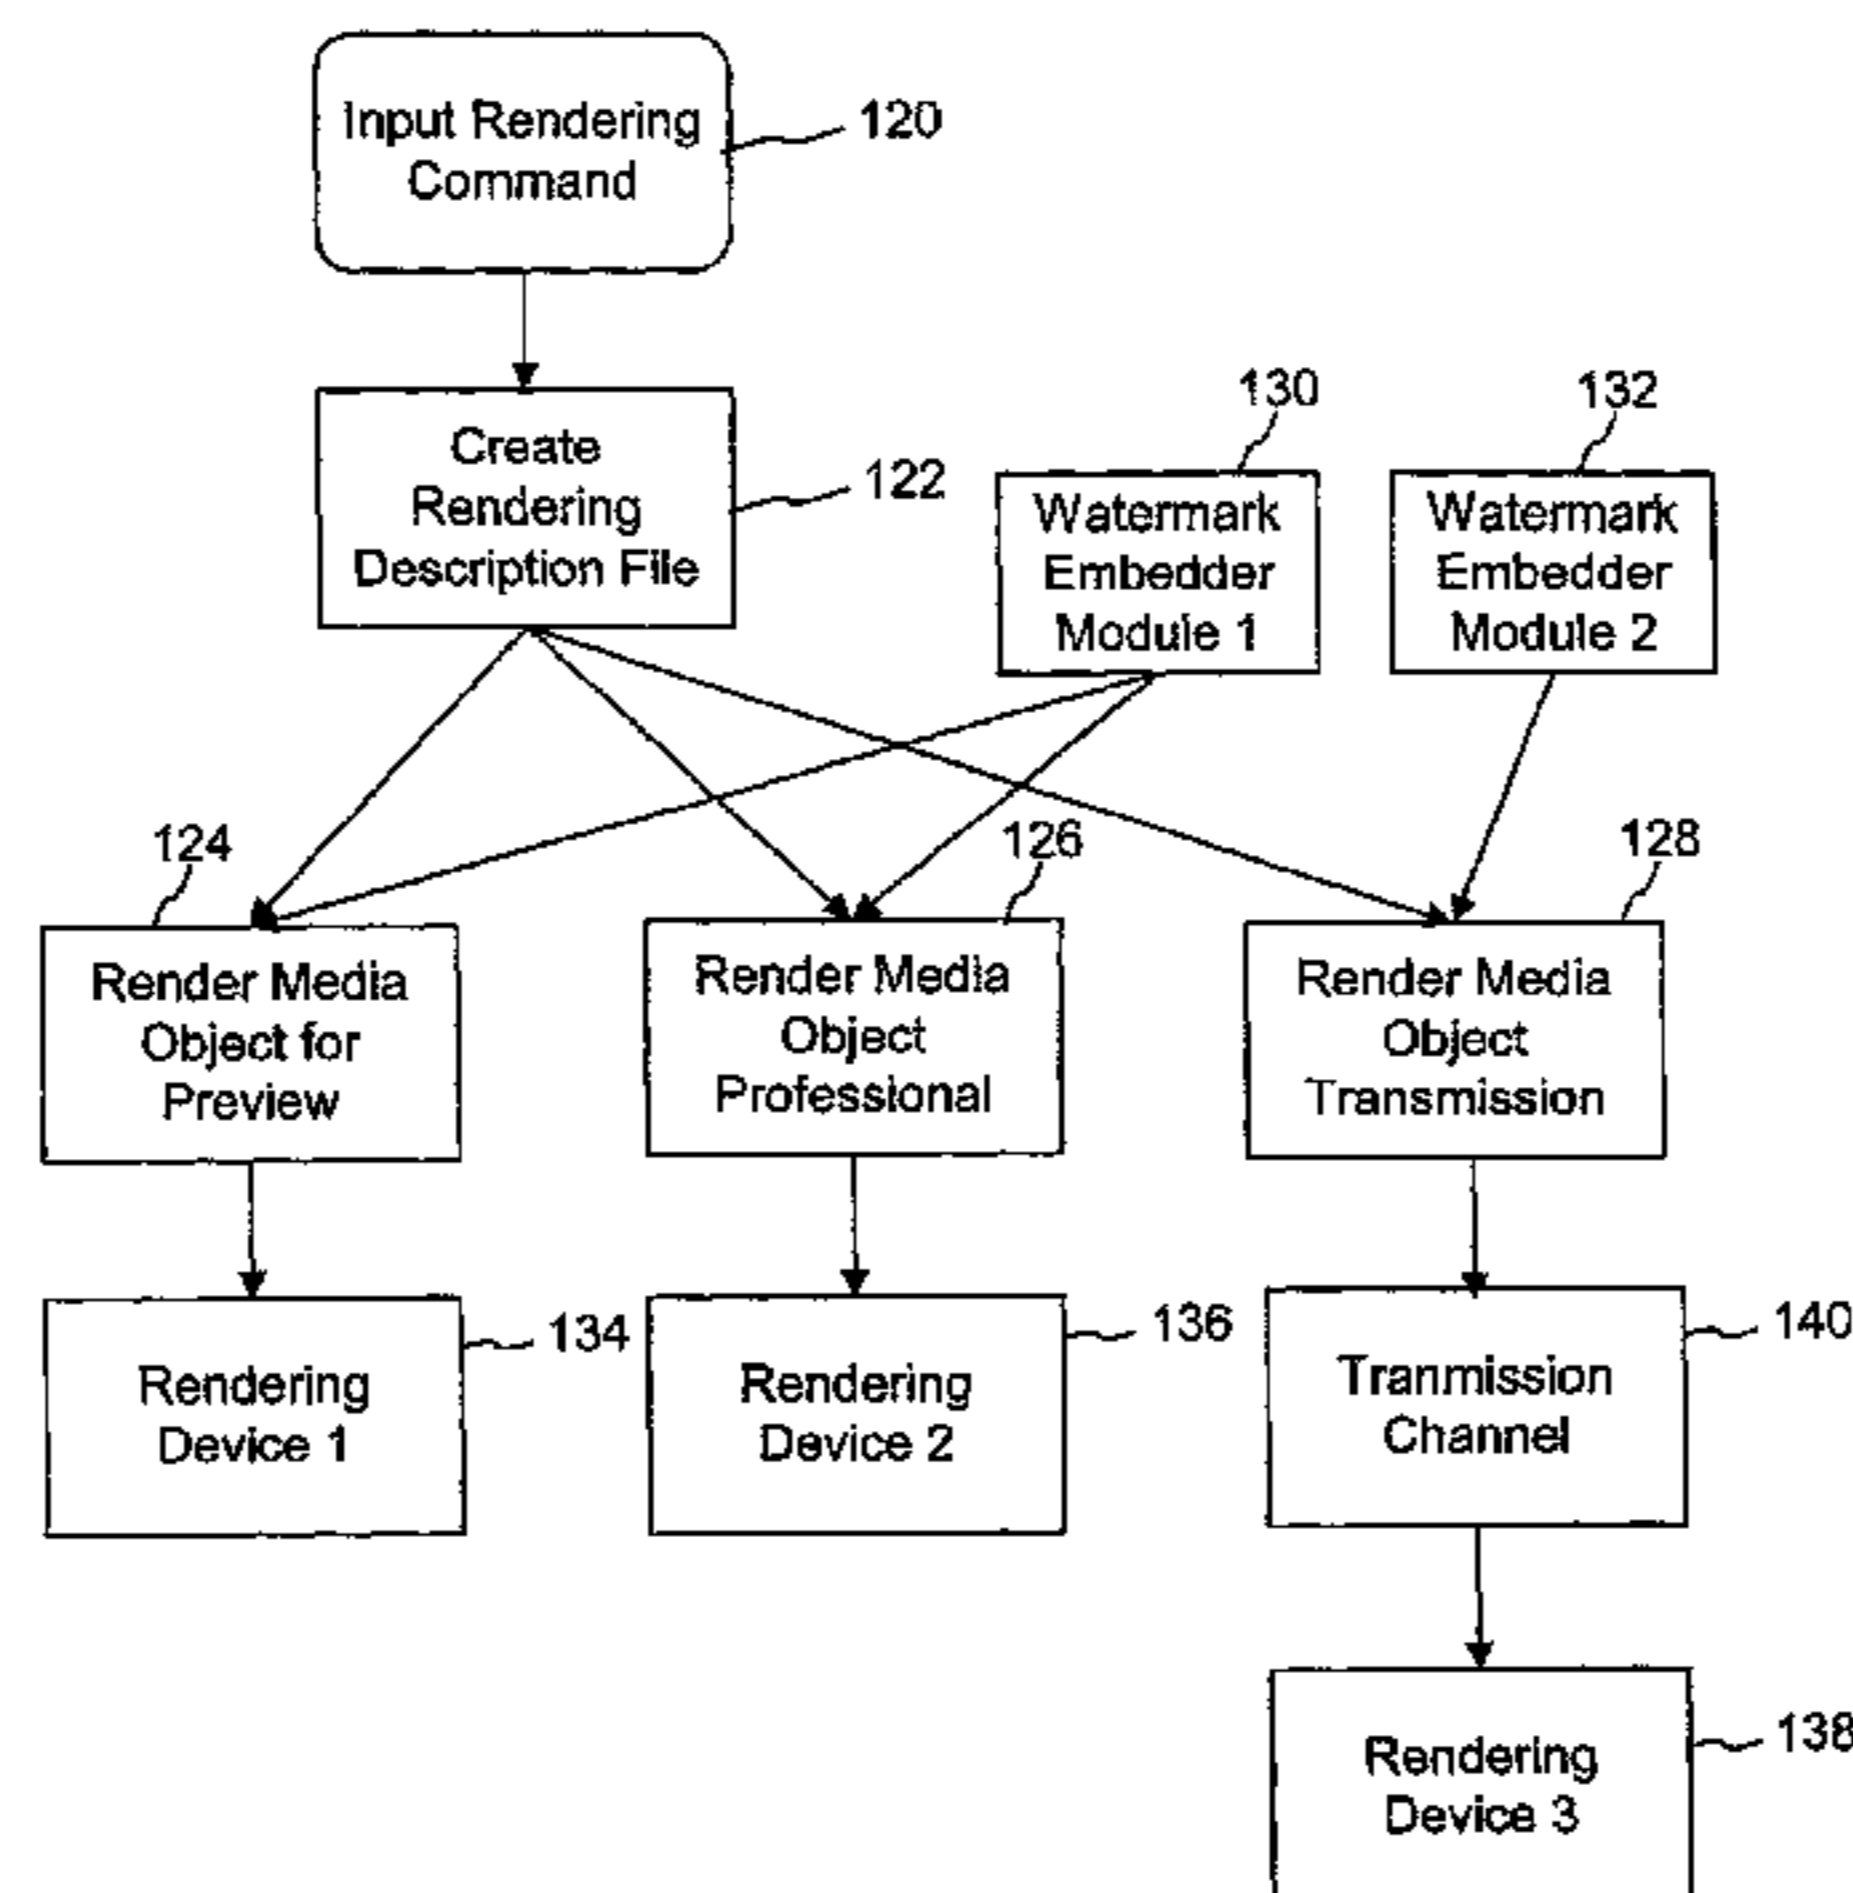 Input Rendering
Command
120
Create
Rendering
Description File
122
130
Watermark
Embedder
Module 1
132
Watermark
Embedder
Module 2
124
Render Media
Object for
Preview
126
Render Media
Object
Professional
128
Render Media
Object
Transmission
Rendering
Device 1
134
Rendering
Device 2
136
Tranmission
Channel
140
Rendering
Device 3
138